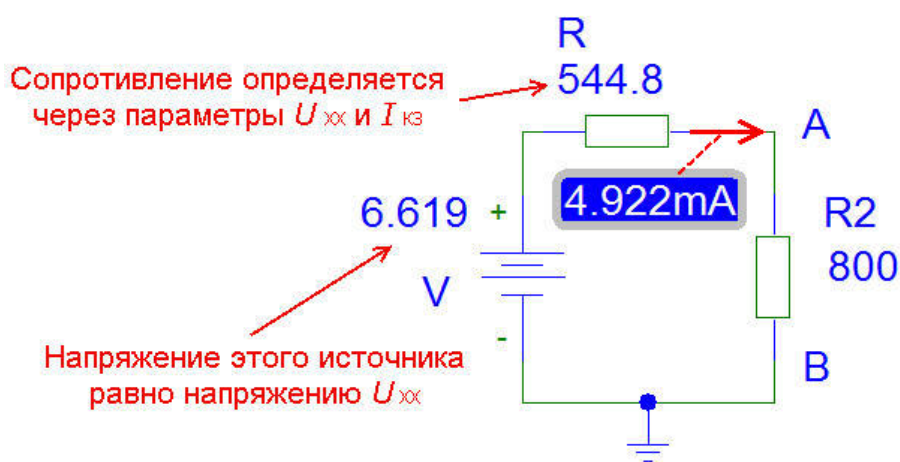 R
544.8
Сопротивление определяется
через параметры U хх и I кз
A
4.922mA
6.619 +
R2
800
V
-
Напряжение этого источника
равно напряжению U хх
B